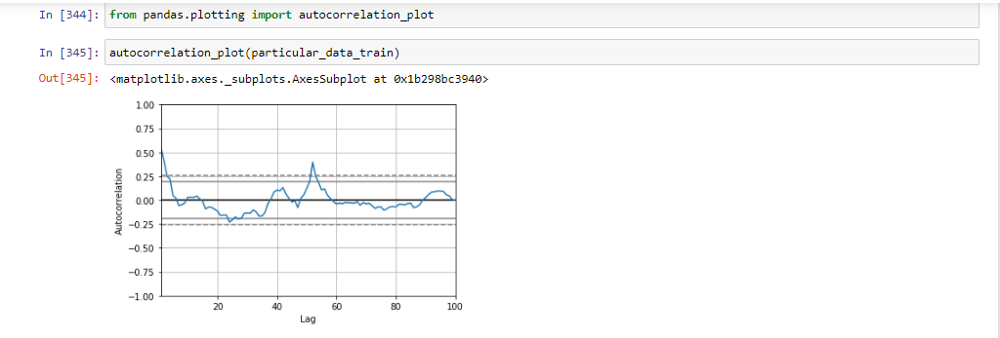 In [344]: from pandas.plotting import autocorrelation_plot
In [345]: autocorrelation_plot(particular_data_train)
Out[345]: <matplotlib.axes._subplots.AxesSubplot at 0x1b298bc3940>
1.00
0.75
0.50
0.25
0.00
−0.25
−0.50
−0.75
−1.00
Autocorrelation
20 40 60 80 100
Lag